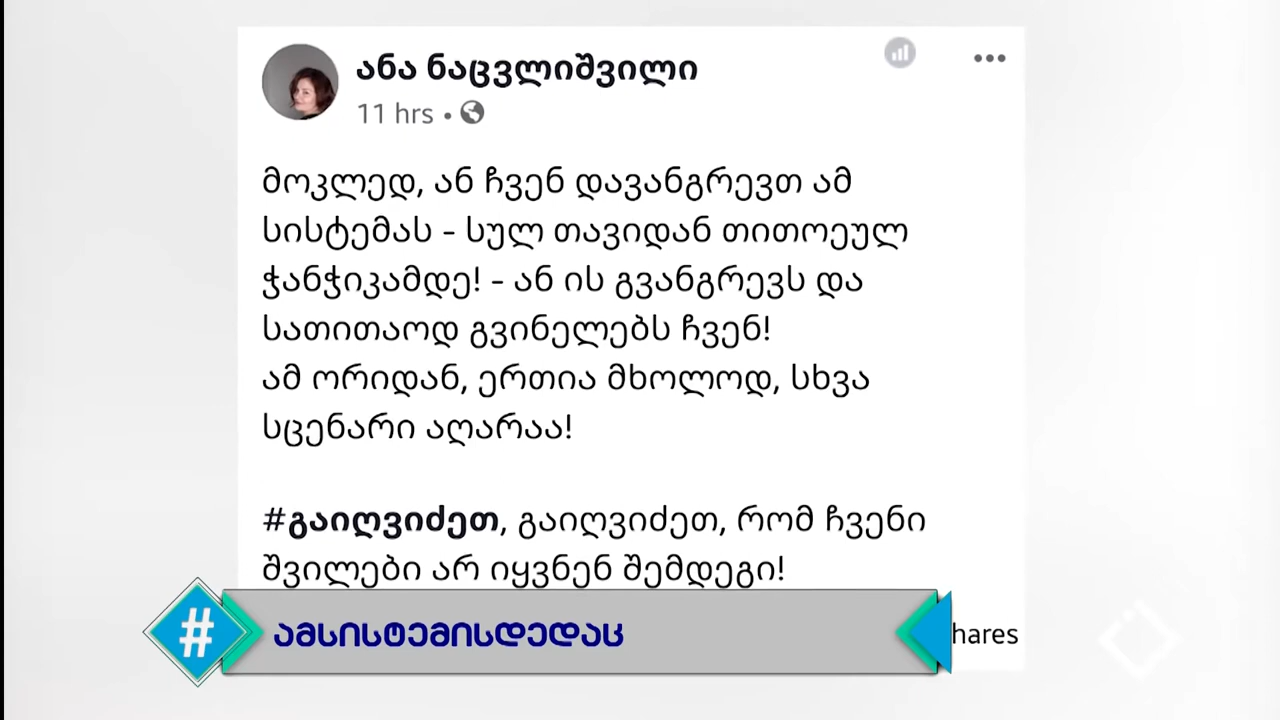 ანა ნაცვლიშვილი
11 hrs •
მოკლედ, ან ჩვენ დავანგრევთ ამ
სისტემას - სულ თავიდან თითოეულ
ჭანჭიკამდე! - ან ის გვანგრევს და
სათითაოდ გვინელებს ჩვენ!
ამ ორიდან, ერთია მხოლოდ, სხვა
სცენარი აღარაა!
#გაიღვიძეთ, გაიღვიძეთ, რომ ჩვენი
შვილები არ იყვნენ შემდეგი!
hares
# ამსისტემისდედაც